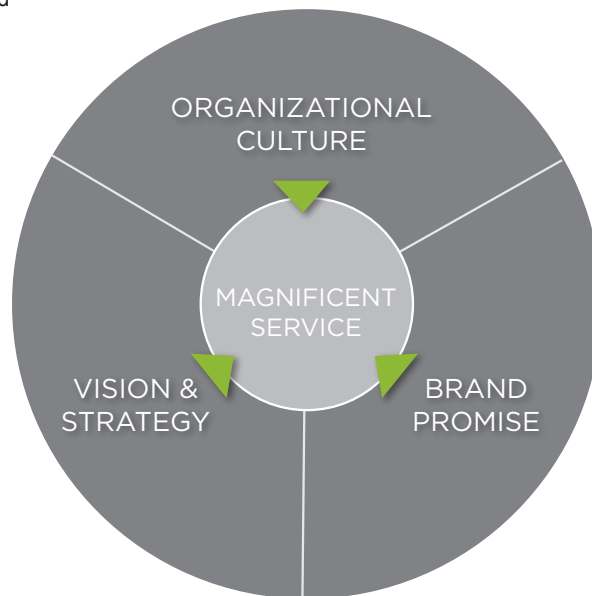 ORGANIZATIONAL
CULTURE
MAGNIFICENT
SERVICE
VISION &
STRATEGY
BRAND
PROMISE